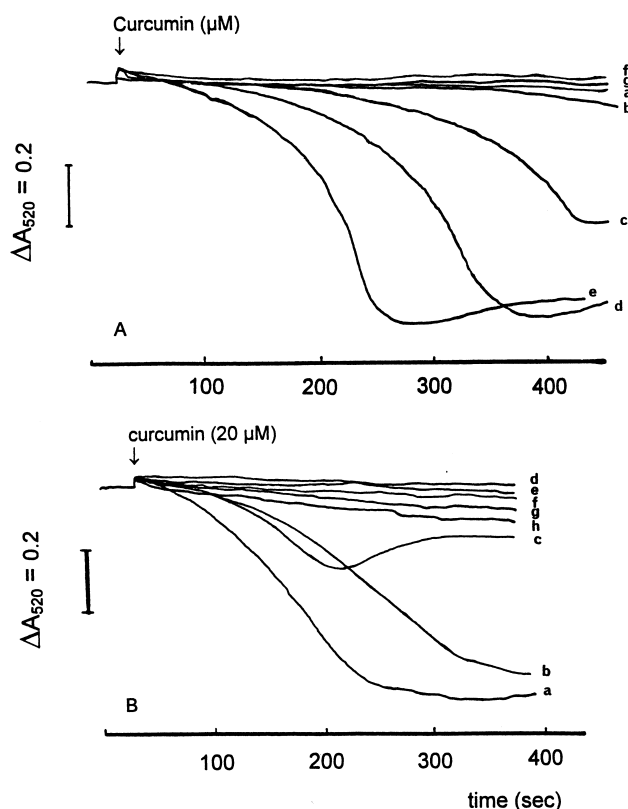 Curcumin (µM)
↓
f
g
a
b
c
e
d
ΔA520 = 0.2
A
100 200 300 400
curcumin (20 µM)
↓
d
e
f
g
h
c
b
a
ΔA520 = 0.2
B
100 200 300 400
time (sec)